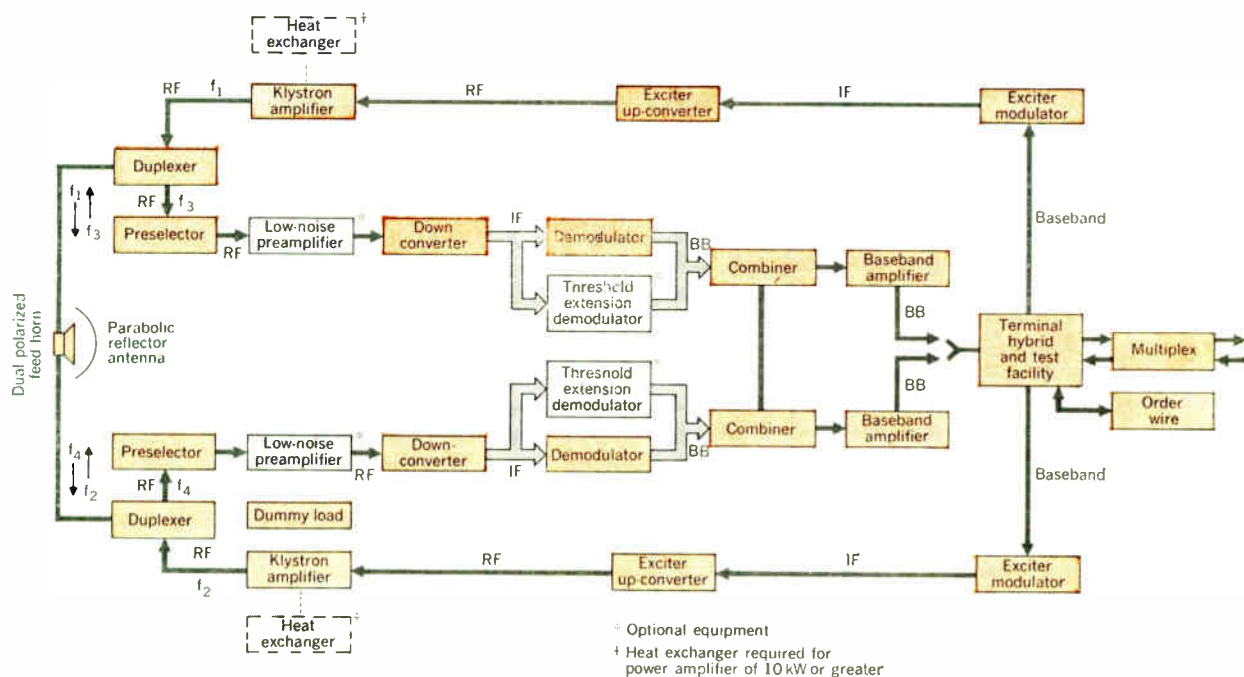 Heat
exchanger
‡
RF
f₁
Klystron
amplifier
RF
Exciter
up-converter
IF
Exciter
modulator
Duplexer
f₁
f₃
RF
f₃
Preselector
RF
Low-noise
preamplifier
*
Down
converter
IF
Demodulator
BB
Combiner
Baseband
amplifier
Baseband
Threshold
extension
demodulator
*
BB
Dual polarized
feed horn
Parabolic
reflector
antenna
Terminal
hybrid
and test
facility
Multiplex
Threshold
extension
demodulator
*
BB
Order
wire
f₄
f₂
Preselector
RF
f₄
Low-noise
preamplifier
*
RF
Down-
converter
IF
Demodulator
BB
Combiner
Baseband
amplifier
Baseband
Duplexer
Dummy load
RF
f₂
Klystron
amplifier
RF
Exciter
up-converter
IF
Exciter
modulator
Heat
exchanger
‡
* Optional equipment
‡ Heat exchanger required for
power amplifier of 10 kW or greater